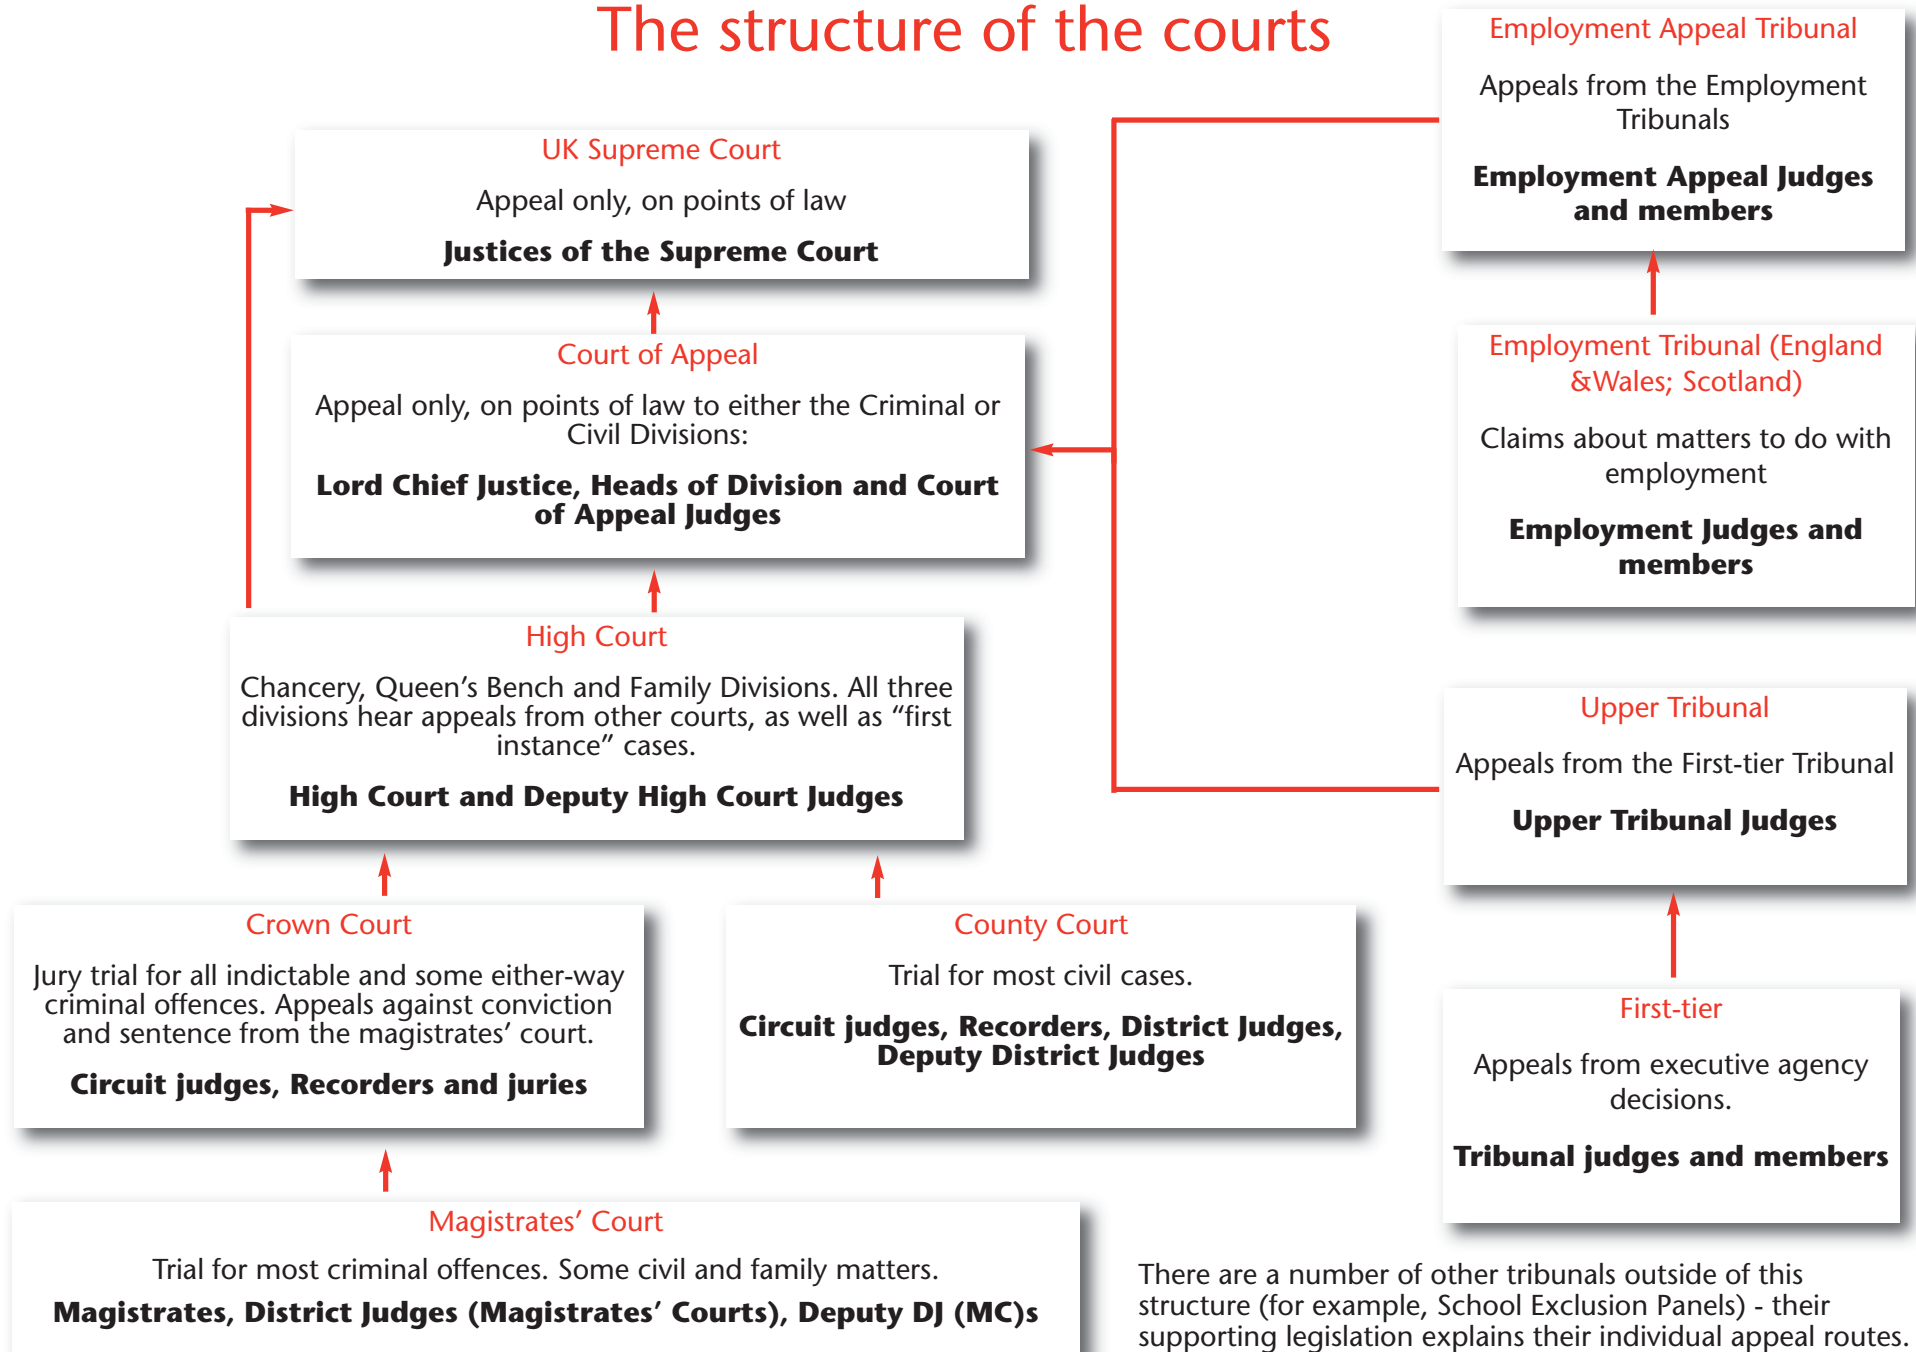 The structure of the courts
UK Supreme Court
Appeal only, on points of law
Justices of the Supreme Court
Court of Appeal
Appeal only, on points of law to either the Criminal or
Civil Divisions:
Lord Chief Justice, Heads of Division and Court
of Appeal Judges
High Court
Chancery, Queen’s Bench and Family Divisions. All three
divisions hear appeals from other courts, as well as “first
instance” cases.
High Court and Deputy High Court Judges
Crown Court
Jury trial for all indictable and some either-way
criminal offences. Appeals against conviction
and sentence from the magistrates’ court.
Circuit judges, Recorders and juries
County Court
Trial for most civil cases.
Circuit judges, Recorders, District Judges,
Deputy District Judges
Magistrates’ Court
Trial for most criminal offences. Some civil and family matters.
Magistrates, District Judges (Magistrates’ Courts), Deputy DJ (MC)s
Employment Appeal Tribunal
Appeals from the Employment
Tribunals
Employment Appeal Judges
and members
Employment Tribunal (England
&Wales; Scotland)
Claims about matters to do with
employment
Employment Judges and
members
Upper Tribunal
Appeals from the First-tier Tribunal
Upper Tribunal Judges
First-tier
Appeals from executive agency
decisions.
Tribunal judges and members
There are a number of other tribunals outside of this
structure (for example, School Exclusion Panels) - their
supporting legislation explains their individual appeal routes.